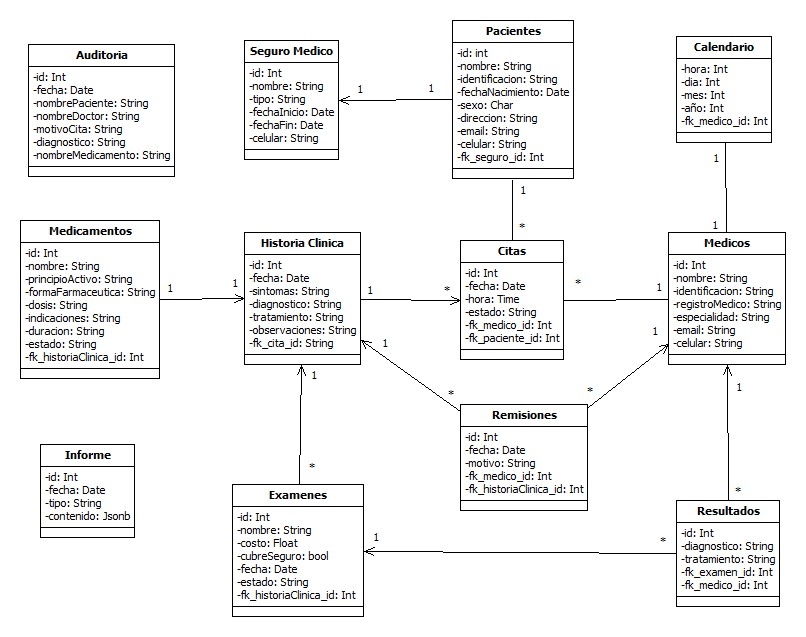 Auditoria
-id: Int
-fecha: Date
-nombrePaciente: String
-nombreDoctor: String
-motivoCita: String
-diagnostico: String
-nombreMedicamento: String
Seguro Medico
-id: Int
-nombre: String
-tipo: String
-fechaInicio: Date
-fechaFin: Date
-celular: String
1
1
Pacientes
-id: int
-nombre: String
-identificacion: String
-fechaNacimiento: Date
-sexo: Char
-direccion: String
-email: String
-celular: String
-fk_seguro_id: Int
Calendario
-hora: Int
-dia: Int
-mes: Int
-año: Int
-fk_medico_id: Int
1
*
1
1
Medicamentos
-id: Int
-nombre: String
-principioActivo: String
-formaFarmaceutica: String
-dosis: String
-indicaciones: String
-duracion: String
-estado: String
-fk_historiaClinica_id: Int
1
1
Historia Clinica
-id: Int
-fecha: Date
-sintomas: String
-diagnostico: String
-tratamiento: String
-observaciones: String
-fk_cita_id: String
1
*
Citas
-id: Int
-fecha: Date
-hora: Time
-estado: String
-fk_medico_id: Int
-fk_paciente_id: Int
*
1
Medicos
-id: Int
-nombre: String
-identificacion: String
-registroMedico: String
-especialidad: String
-email: String
-celular: String
1
*
1
*
Remisiones
-id: Int
-fecha: Date
-motivo: String
-fk_medico_id: Int
-fk_historiaClinica_id: Int
1
*
1
*
Informe
-id: Int
-fecha: Date
-tipo: String
-contenido: Jsonb
Examenes
-id: Int
-nombre: String
-costo: Float
-cubreSeguro: bool
-fecha: Date
-estado: String
-fk_historiaClinica_id: Int
1
*
Resultados
-id: Int
-diagnostico: String
-tratamiento: String
-fk_examen_id: Int
-fk_medico_id: Int